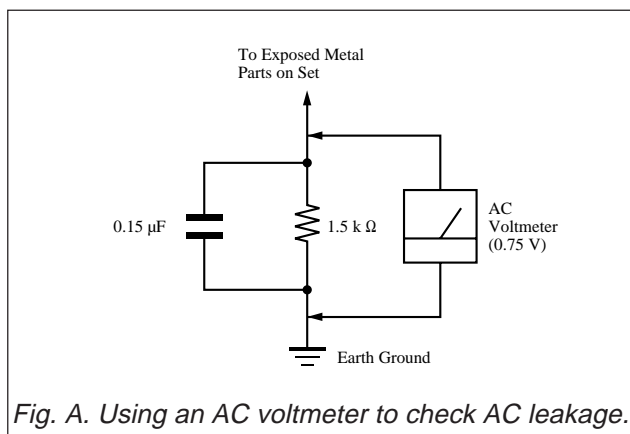 To Exposed Metal
Parts on Set
0.15 µF
1.5 k Ω
AC
Voltmeter
(0.75 V)
Earth Ground
Fig. A. Using an AC voltmeter to check AC leakage.